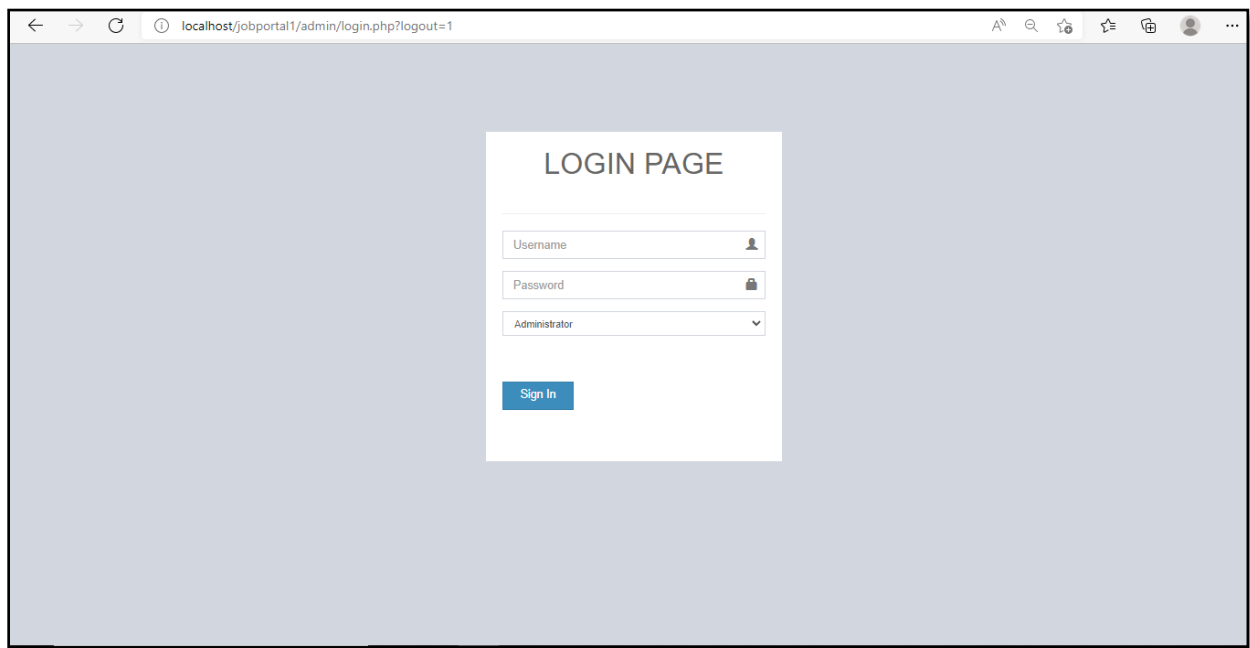 localhost/jobportal1/admin/login.php?logout=1
LOGIN PAGE
Username
Password
Administrator
Sign In